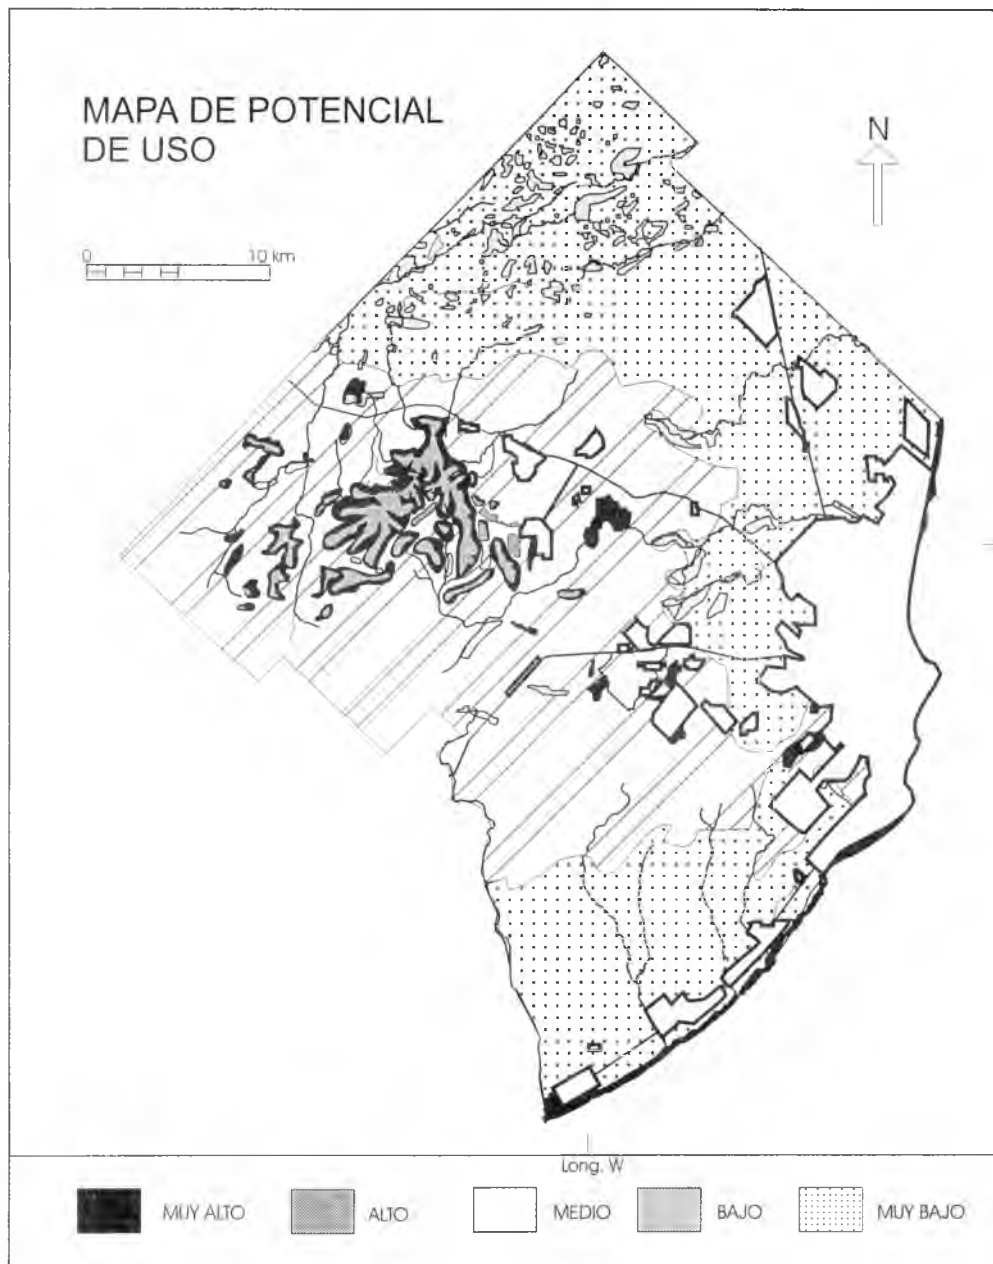 MAPA DE POTENCIAL
DE USO
N
0 10 km
Long. W
MUY ALTO
ALTO
MEDIO
BAJO
MUY BAJO